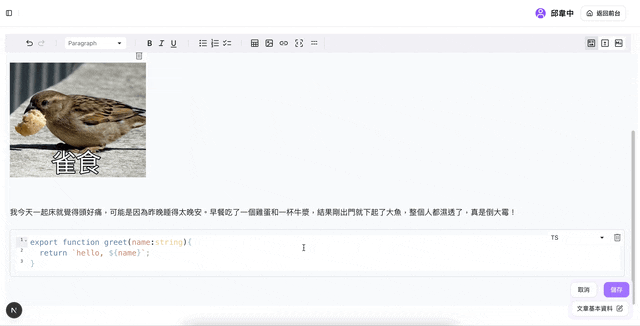 邱韋中
返回前台
Paragraph
B I U
雀食
我今天一起床就覺得頭好痛，可能是因為昨晚睡得太晚安。早餐吃了一個雞蛋和一杯牛漿，結果剛出門就下起了大魚，整個人都濕透了，真是倒大霉！
TS
1 export function greet(name:string){
2 return `hello, ${name}`;
3 }
取消
儲存
N
文章基本資料